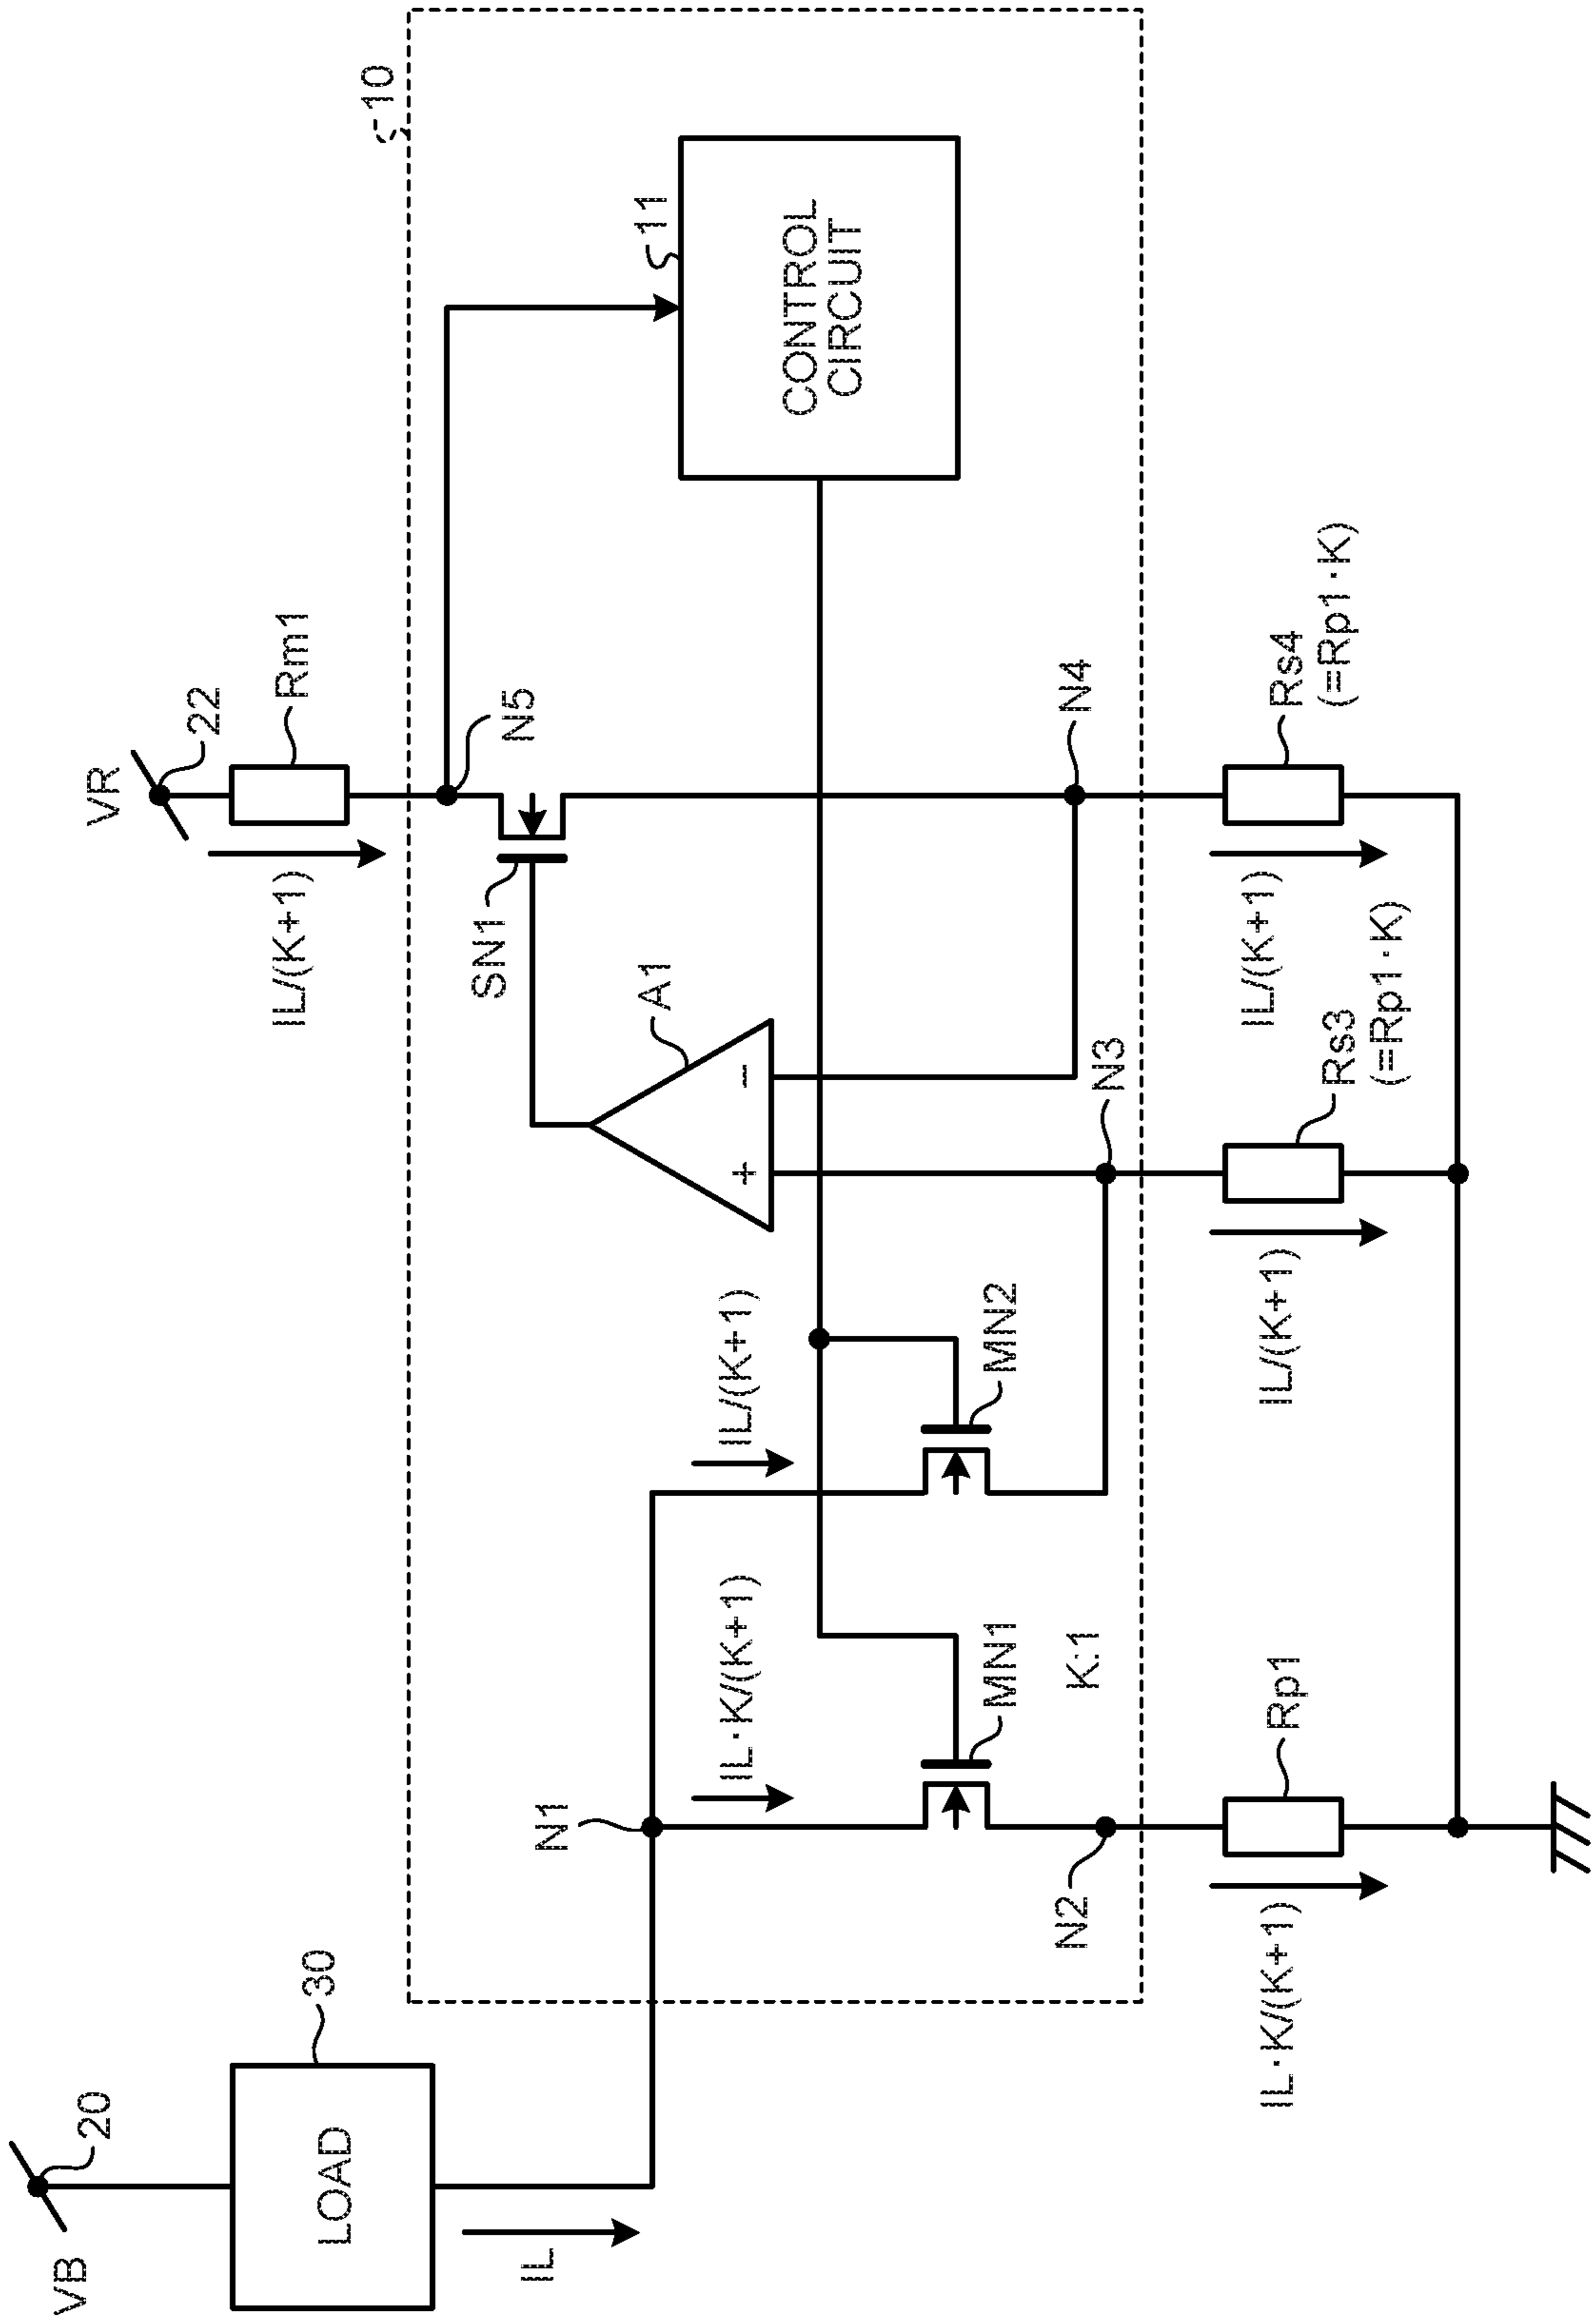 VB
20
LOAD
30
IL
VR
22
Rm1
IL/(K+1)
10
N5
SN1
A1
+
−
11
CONTROL
CIRCUIT
N1
IL·K/(K+1)
IL/(K+1)
MN1
MN2
K:1
N2
N3
N4
Rp1
IL·K/(K+1)
Rs3
(=Rp1·K)
IL/(K+1)
Rs4
(=Rp1·K)
IL/(K+1)